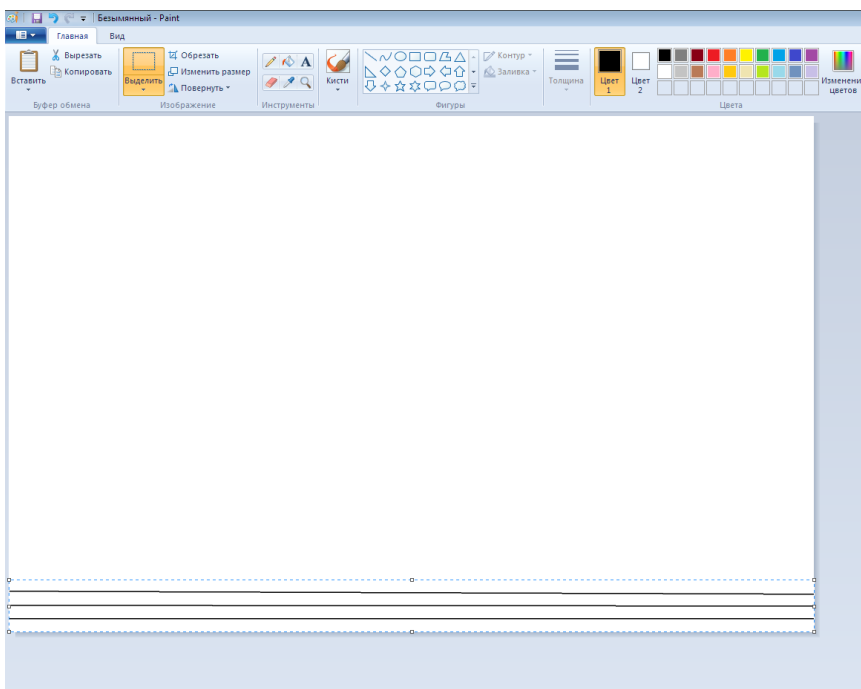 Безымянный - Paint
Главная Вид
Вставить
Вырезать
Копировать
Буфер обмена
Выделить
Обрезать
Изменить размер
Повернуть
Изображение
A
Инструменты
Кисти
Контур
Заливка
Фигуры
Толщина
Цвет 1
Цвет 2
Цвета
Изменени
цветов